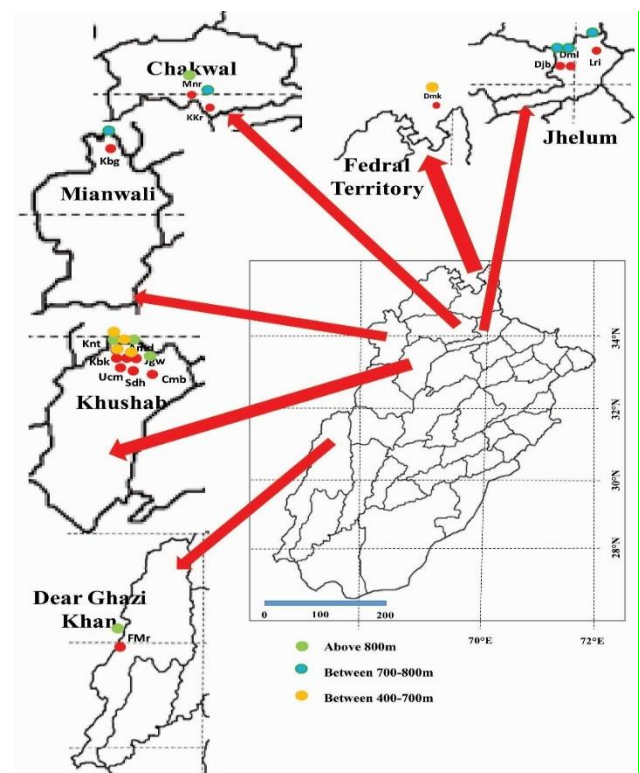 Chakwal
Mnr
KKr
Dml
Djb
Lri
Jhelum
Dmk
Fedral
Territory
Kbg
Mianwali
Knt
Kbk
Jgw
Ucm
Sdh
Cmb
Khushab
34°N
32°N
30°N
28°N
Dear Ghazi
Khan
FMr
0 100 200
70°E
72°E
Above 800m
Between 700-800m
Between 400-700m